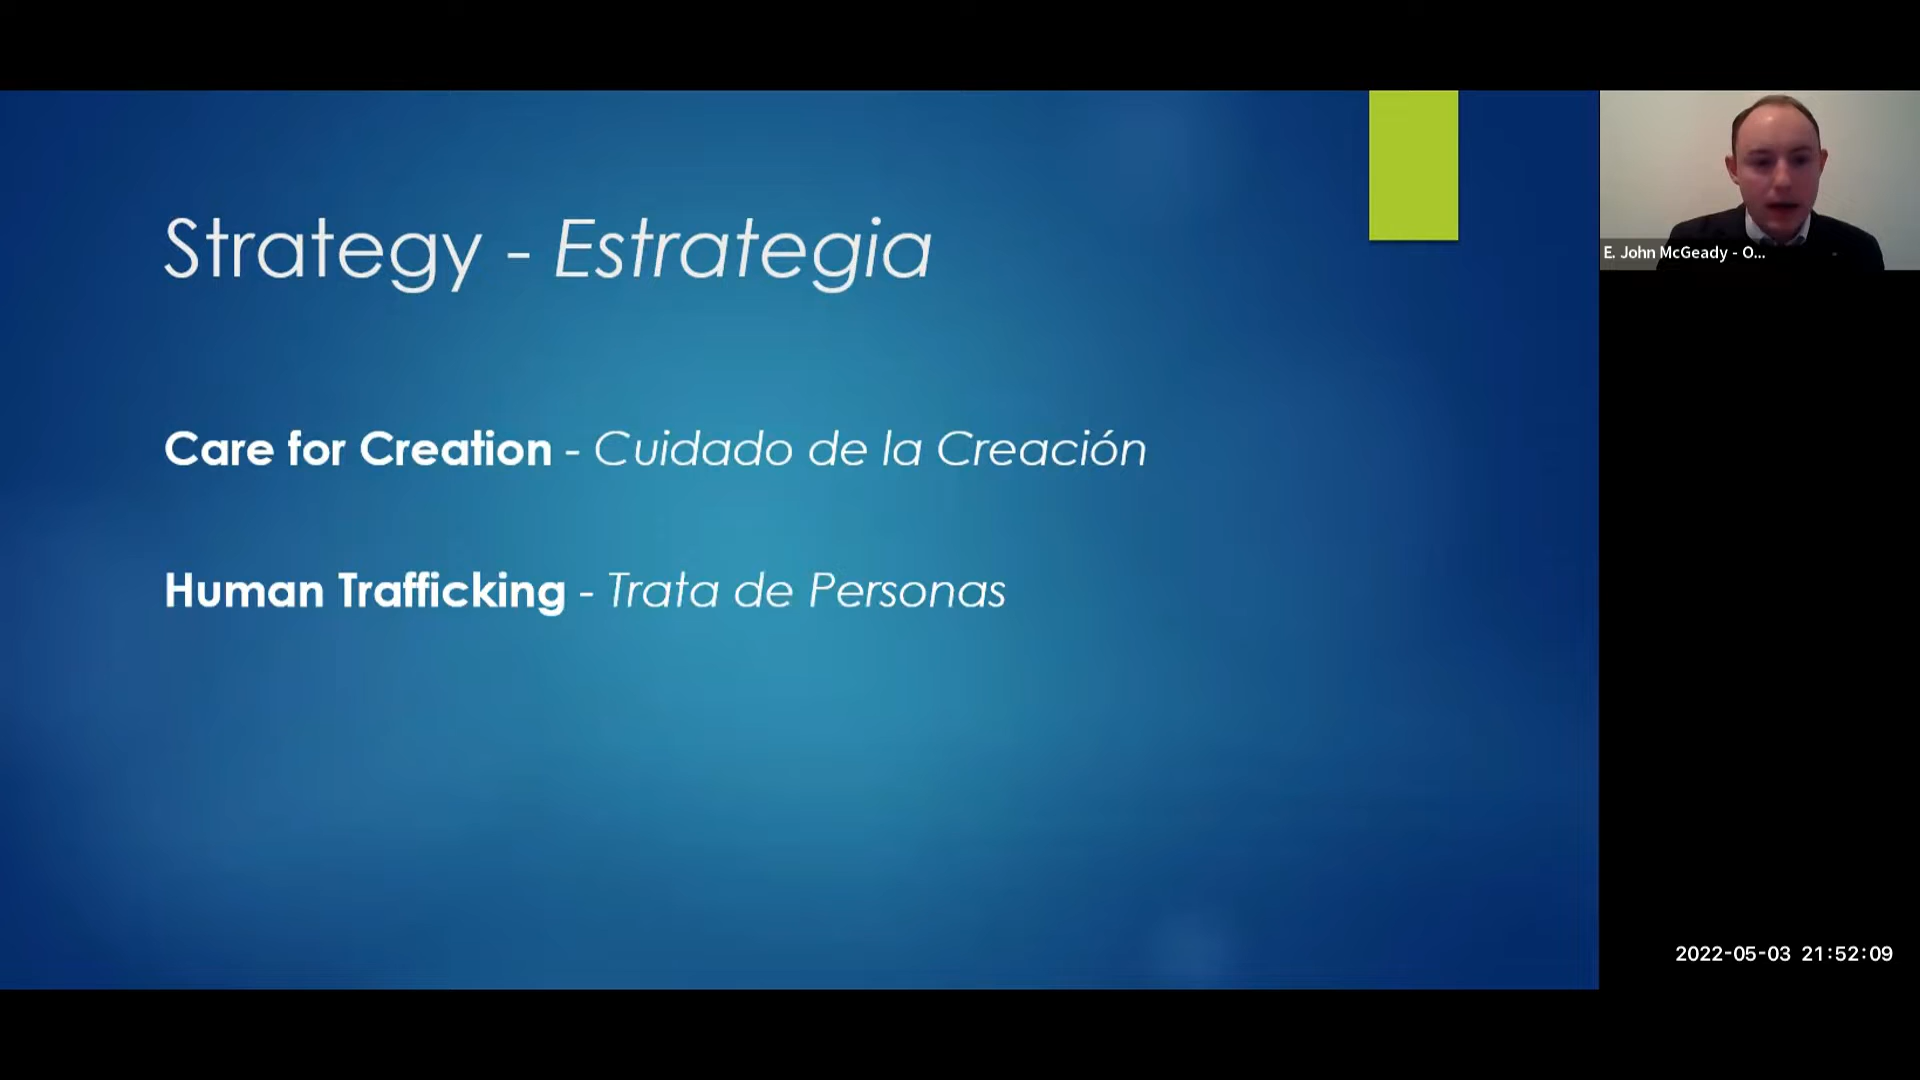 Strategy - Estrategia
Care for Creation - Cuidado de la Creación
Human Trafficking - Trata de Personas
E. John McGeady - O...
2022-05-03 21:52:09